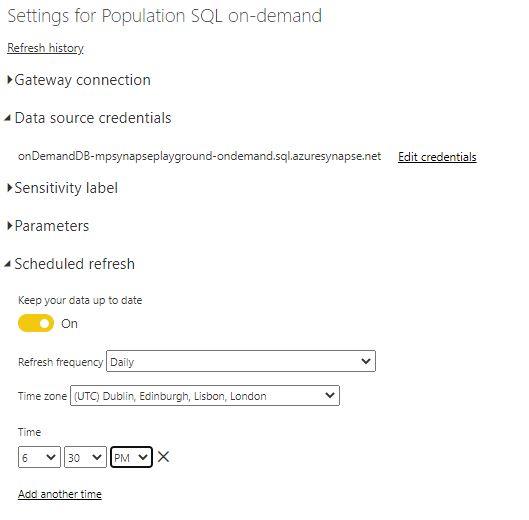 Settings for Population SQL on-demand
Refresh history
Gateway connection
Data source credentials
onDemandDB-mpsynapseplayground-ondemand.sql.azuresynapse.net Edit credentials
Sensitivity label
Parameters
Scheduled refresh
Keep your data up to date
On
Refresh frequency Daily
Time zone (UTC) Dublin, Edinburgh, Lisbon, London
Time
6 30 PM
Add another time